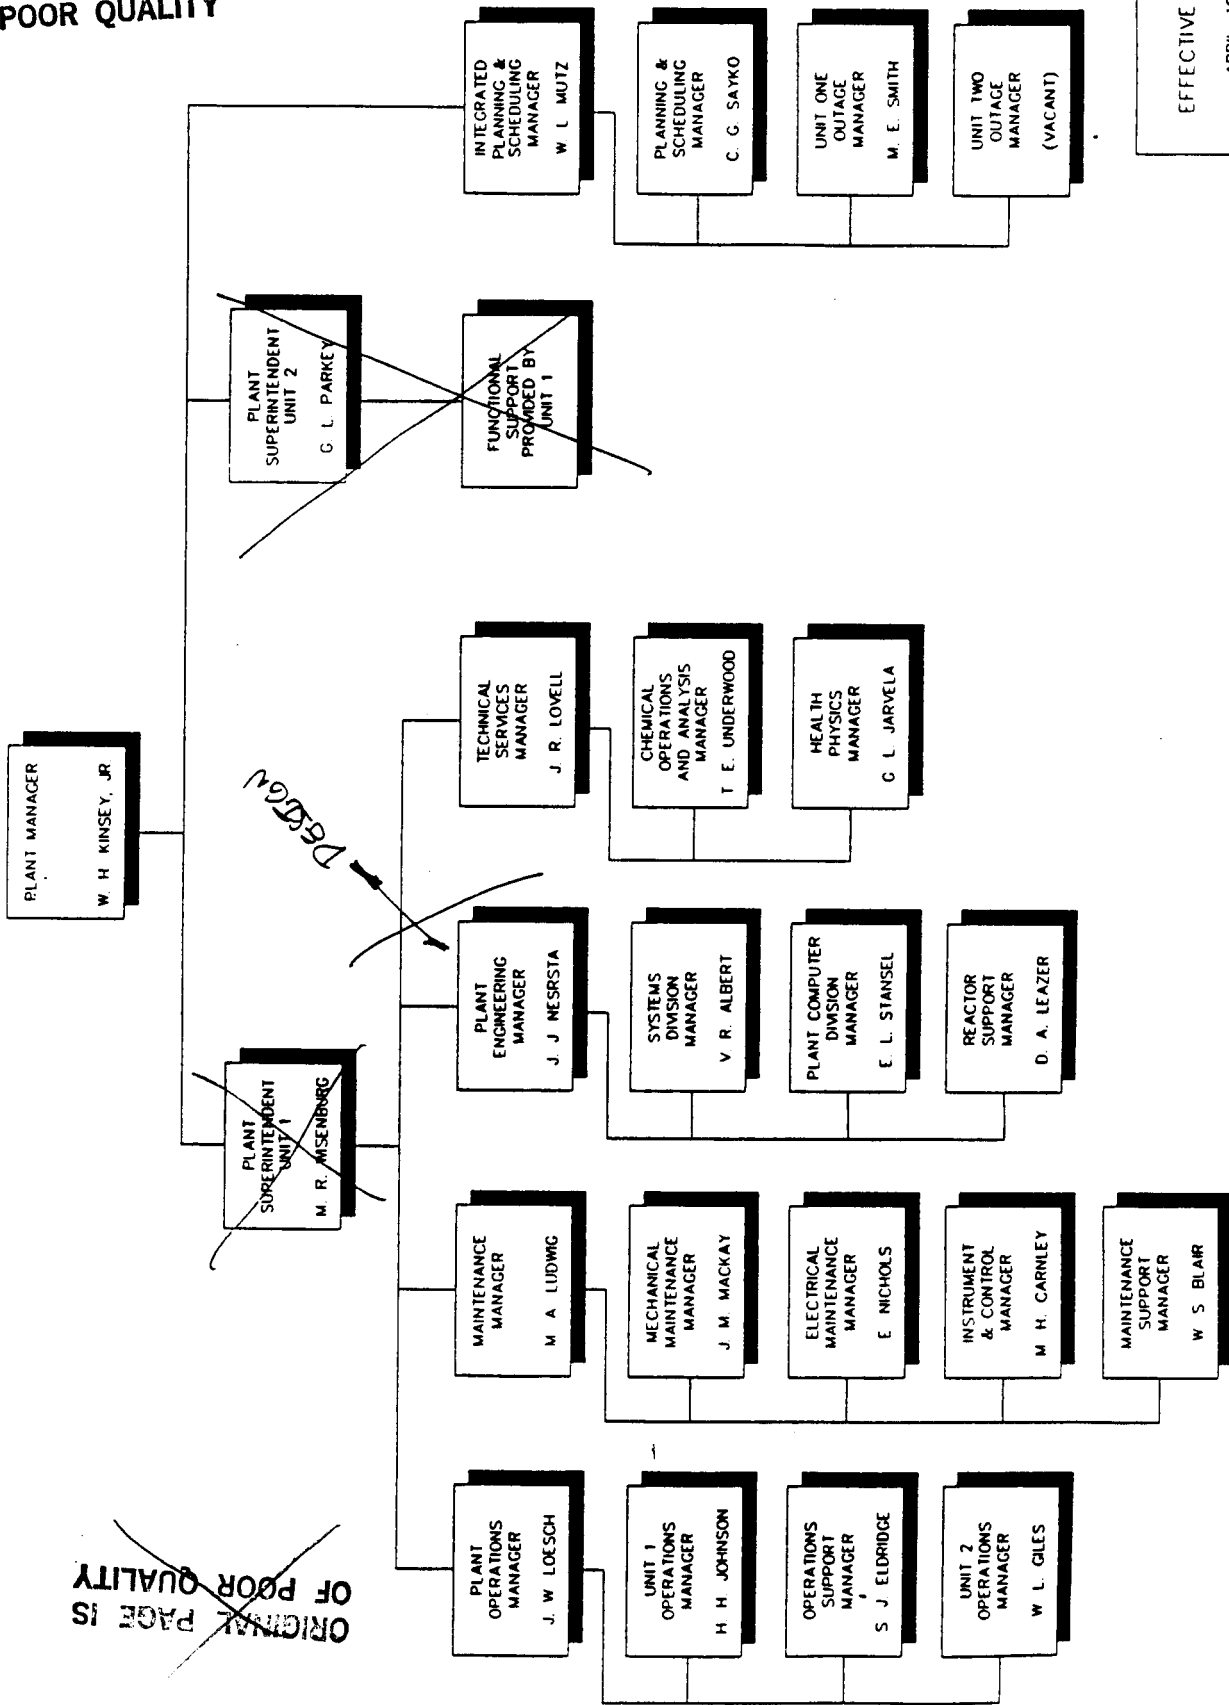 POOR QUALITY
PLANT MANAGER
W. H KINSEY, JR.
PLANT
SUPERINTENDENT
UNIT 1
M. R. WISENBURG
PLANT
SUPERINTENDENT
UNIT 2
G. L. PARKEY
FUNCTIONAL
SUPPORT
PROVIDED BY
UNIT 1
DESIGN
PLANT
OPERATIONS
MANAGER
J. W LOESCH
UNIT 1
OPERATIONS
MANAGER
H H JOHNSON
OPERATIONS
SUPPORT
MANAGER
S J ELDRIDGE
UNIT 2
OPERATIONS
MANAGER
W L. GILES
MAINTENANCE
MANAGER
M A LUDWIG
MECHANICAL
MAINTENANCE
MANAGER
J. M. MACKAY
ELECTRICAL
MAINTENANCE
MANAGER
E. NICHOLS
INSTRUMENT
& CONTROL
MANAGER
M H. CARNLEY
MAINTENANCE
SUPPORT
MANAGER
W S BLAIR
PLANT
ENGINEERING
MANAGER
J. J NESRSTA
SYSTEMS
DIVISION
MANAGER
V. R. ALBERT
PLANT COMPUTER
DIVISION
MANAGER
E. L. STANSEL
REACTOR
SUPPORT
MANAGER
D. A. LEAZER
TECHNICAL
SERVICES
MANAGER
J. R. LOVELL
CHEMICAL
OPERATIONS
AND ANALYSIS
MANAGER
T E. UNDERWOOD
HEALTH
PHYSICS
MANAGER
G L. JARVELA
INTEGRATED
PLANNING &
SCHEDULING
MANAGER
W. L MUTZ
PLANNING &
SCHEDULING
MANAGER
C. G. SAYKO
UNIT ONE
OUTAGE
MANAGER
M. E. SMITH
UNIT TWO
OUTAGE
MANAGER
(VACANT)
EFFECTIVE
ORIGINAL PAGE IS
OF POOR QUALITY